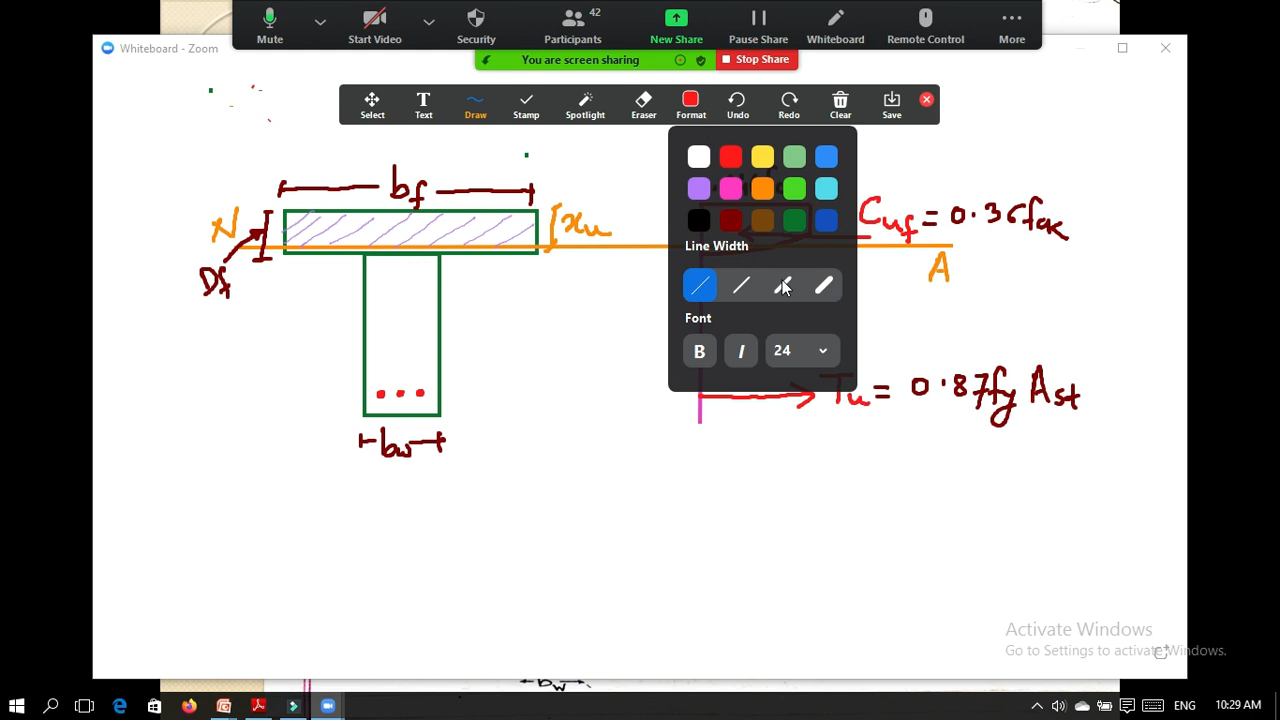 42
Mute
Start Video
Security
Participants
New Share
Pause Share
Whiteboard
Remote Control
More
Whiteboard - Zoom
You are screen sharing
Stop Share
Select
Text
Draw
Stamp
Spotlight
Eraser
Format
Undo
Redo
Clear
Save
bf
N
xu
Cuf = 0.36fck
Df
A
Line Width
Font
B I 24
Tu = 0.87fy Ast
bw
Activate Windows
Go to Settings to activate Windows.
bw
ENG
10:29 AM